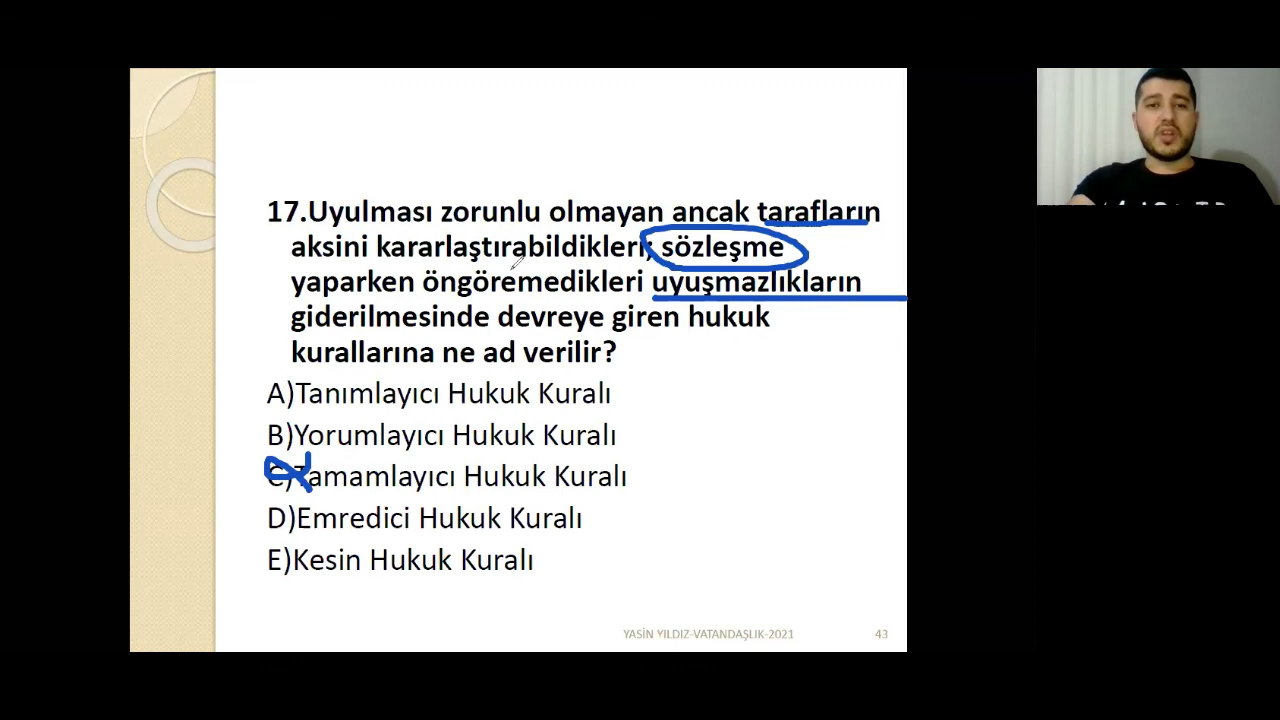 17.Uyulması zorunlu olmayan ancak tarafların
aksini kararlaştırabildikleri; sözleşme
yaparken öngöremedikleri uyuşmazlıkların
giderilmesinde devreye giren hukuk
kurallarına ne ad verilir?
A)Tanımlayıcı Hukuk Kuralı
B)Yorumlayıcı Hukuk Kuralı
C)Tamamlayıcı Hukuk Kuralı
D)Emredici Hukuk Kuralı
E)Kesin Hukuk Kuralı
YASİN YILDIZ-VATANDAŞLIK-2021 43